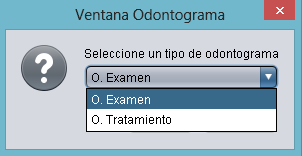 Ventana Odontograma
Seleccione un tipo de odontograma
O. Examen
O. Examen
O. Tratamiento